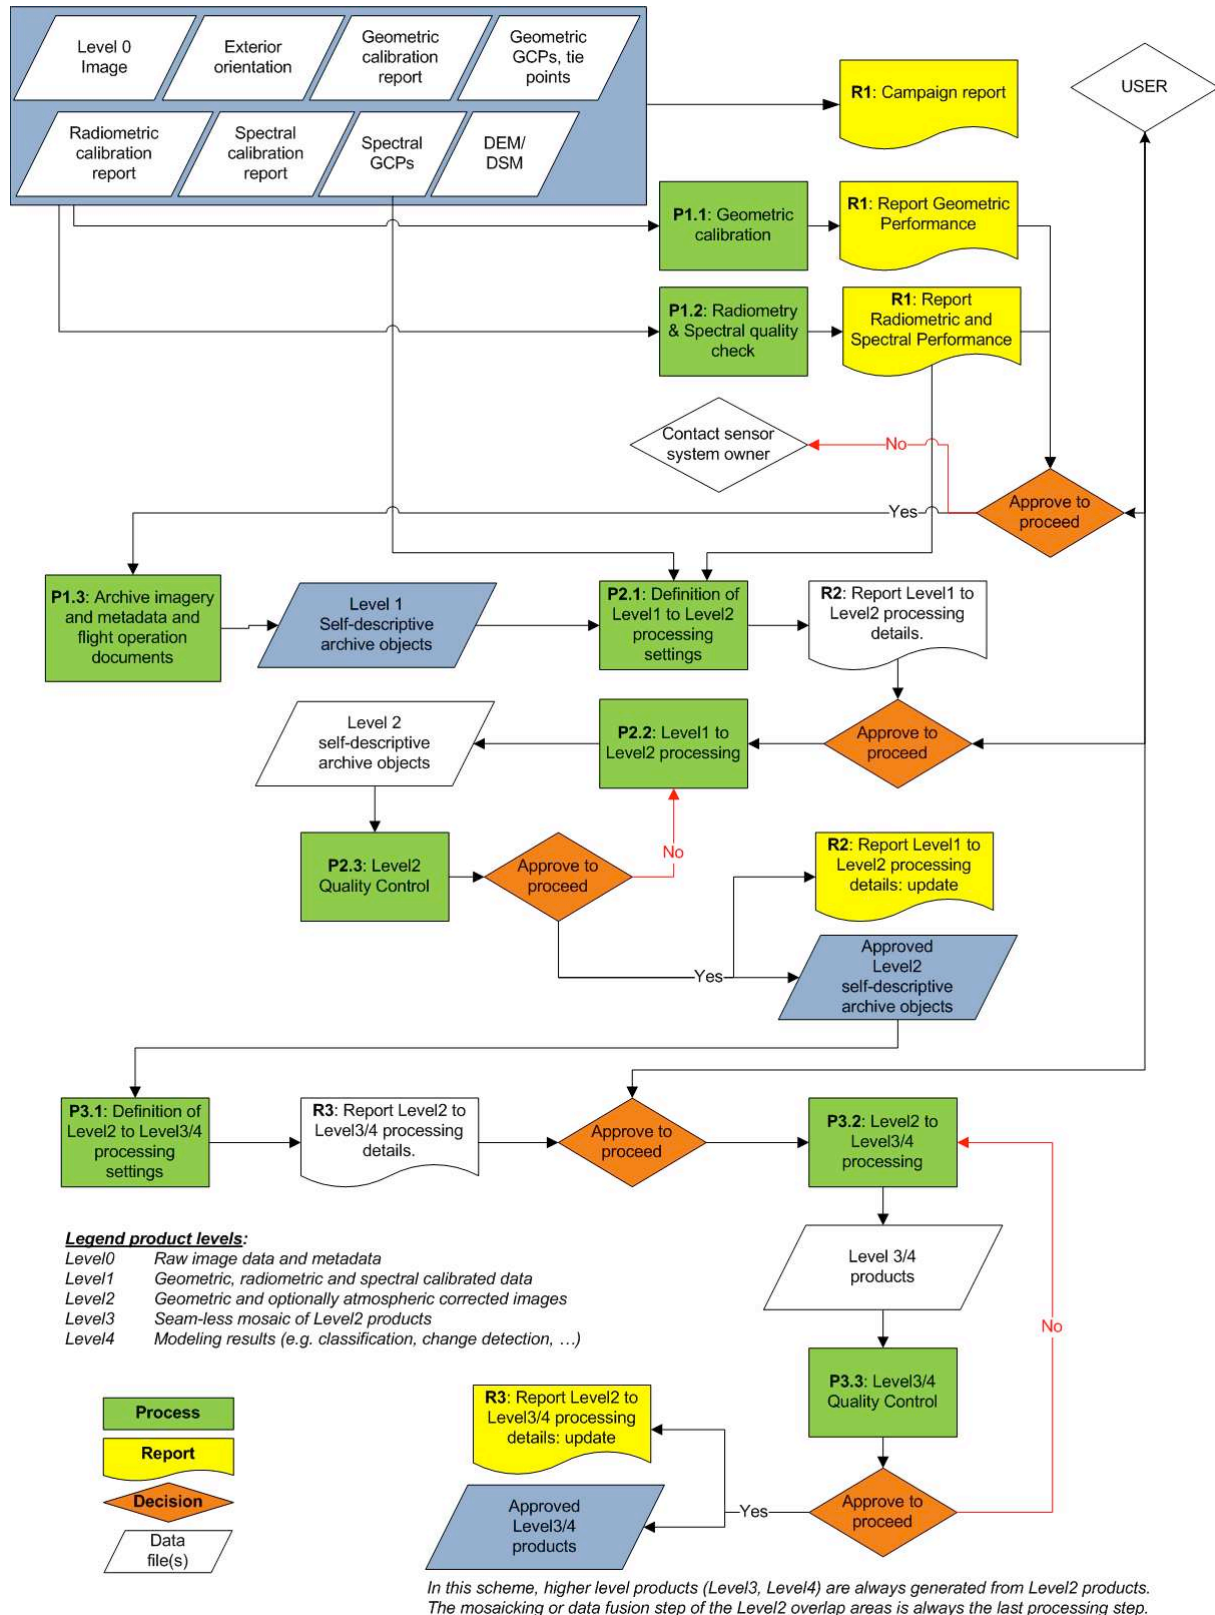 Level 0
Image
Exterior
orientation
Geometric
calibration
report
Geometric
GCPs, tie
points
Radiometric
calibration
report
Spectral
calibration
report
Spectral
GCPs
DEM/
DSM
R1: Campaign report
USER
P1.1: Geometric
calibration
R1: Report Geometric
Performance
P1.2: Radiometry
& Spectral quality
check
R1: Report
Radiometric and
Spectral Performance
Contact sensor
system owner
No
Approve to
proceed
Yes
P1.3: Archive imagery
and metadata and
flight operation
documents
Level 1
Self-descriptive
archive objects
P2.1: Definition of
Level1 to Level2
processing
settings
R2: Report Level1 to
Level2 processing
details.
Level 2
self-descriptive
archive objects
P2.2: Level1 to
Level2 processing
Approve to
proceed
P2.3: Level2
Quality Control
Approve to
proceed
No
R2: Report Level1 to
Level2 processing
details: update
Yes
Approved
Level2
self-descriptive
archive objects
P3.1: Definition of
Level2 to Level3/4
processing
settings
R3: Report Level2 to
Level3/4 processing
details.
Approve to
proceed
P3.2: Level2 to
Level3/4
processing
Legend product levels:
Level0 Raw image data and metadata
Level1 Geometric, radiometric and spectral calibrated data
Level2 Geometric and optionally atmospheric corrected images
Level3 Seam-less mosaic of Level2 products
Level4 Modeling results (e.g. classification, change detection, …)
Level 3/4
products
No
P3.3: Level3/4
Quality Control
R3: Report Level2 to
Level3/4 processing
details: update
Process
Report
Decision
Data
file(s)
Approved
Level3/4
products
Yes
Approve to
proceed
In this scheme, higher level products (Level3, Level4) are always generated from Level2 products.
The mosaicking or data fusion step of the Level2 overlap areas is always the last processing step.